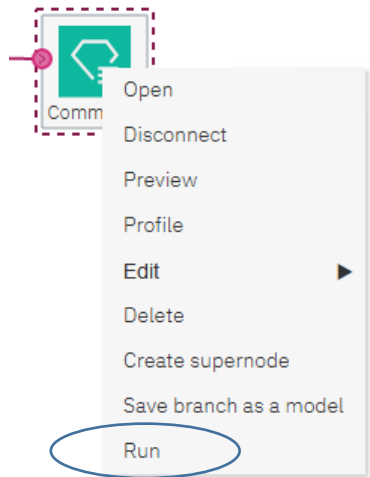 Comm
Open
Disconnect
Preview
Profile
Edit
Delete
Create supernode
Save branch as a model
Run